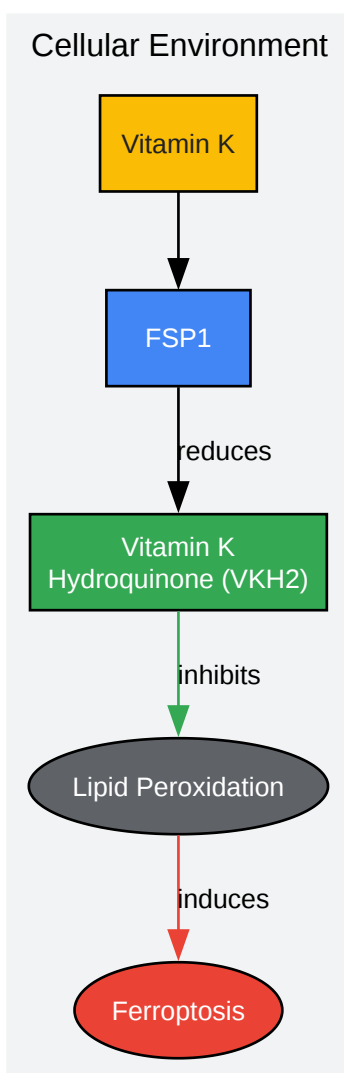 Cellular Environment
Vitamin K
FSP1
reduces
Vitamin K
Hydroquinone (VKH2)
inhibits
Lipid Peroxidation
induces
Ferroptosis